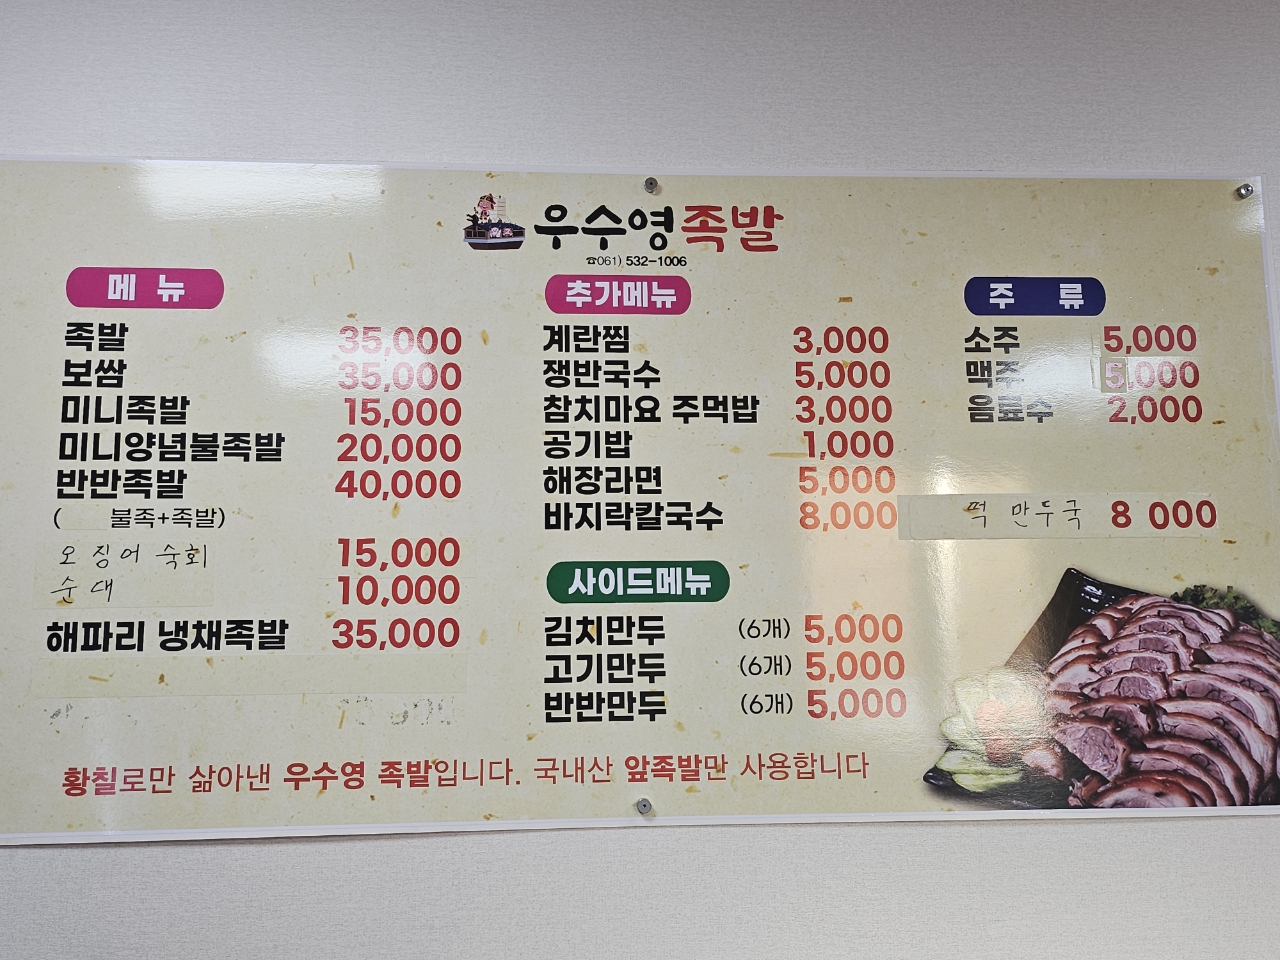 우수영족발
☎061) 532-1006
메 뉴
족발 35,000
보쌈 35,000
미니족발 15,000
미니양념불족발 20,000
반반족발 40,000
( 불족+족발)
오징어 숙회 15,000
순대 10,000
해파리 냉채족발 35,000
추가메뉴
계란찜 3,000
쟁반국수 5,000
참치마요 주먹밥 3,000
공기밥 1,000
해장라면 5,000
바지락칼국수 8,000
사이드메뉴
김치만두 (6개) 5,000
고기만두 (6개) 5,000
반반만두 (6개) 5,000
주 류
소주 5,000
맥주 5,000
음료수 2,000
떡 만두국 8 000
황칠로만 삶아낸 우수영 족발입니다. 국내산 앞족발만 사용합니다